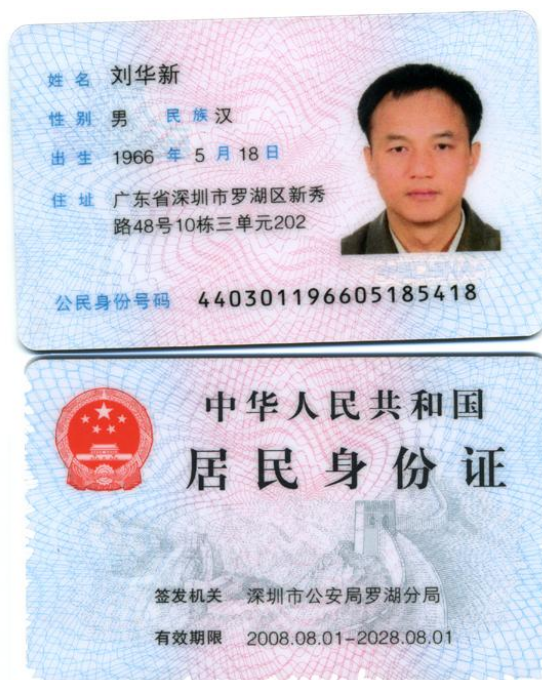 姓名 刘华新
性别 男 民族 汉
出生 1966 年 5 月 18 日
住址 广东省深圳市罗湖区新秀
路48号10栋三单元202
公民身份号码 440301196605185418
中华人民共和国
居民身份证
签发机关 深圳市公安局罗湖分局
有效期限 2008.08.01-2028.08.01